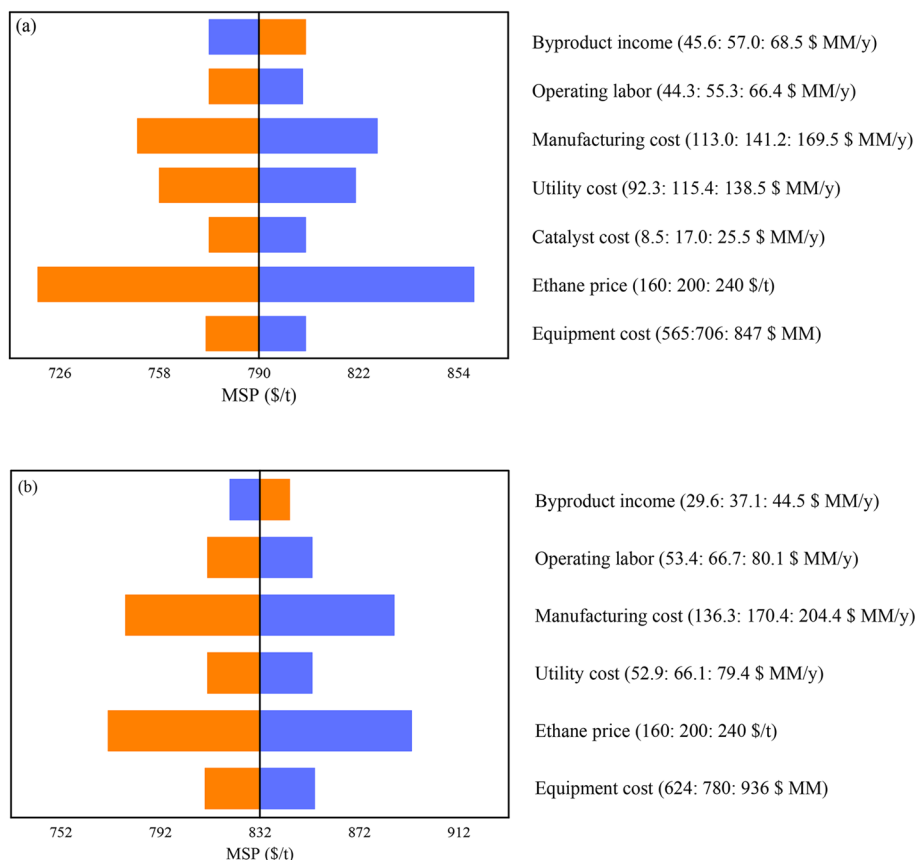 (a)
Byproduct income (45.6: 57.0: 68.5 $ MM/y)
Operating labor (44.3: 55.3: 66.4 $ MM/y)
Manufacturing cost (113.0: 141.2: 169.5 $ MM/y)
Utility cost (92.3: 115.4: 138.5 $ MM/y)
Catalyst cost (8.5: 17.0: 25.5 $ MM/y)
Ethane price (160: 200: 240 $/t)
Equipment cost (565:706: 847 $ MM)
726 758 790 822 854
MSP ($/t)
(b)
Byproduct income (29.6: 37.1: 44.5 $ MM/y)
Operating labor (53.4: 66.7: 80.1 $ MM/y)
Manufacturing cost (136.3: 170.4: 204.4 $ MM/y)
Utility cost (52.9: 66.1: 79.4 $ MM/y)
Ethane price (160: 200: 240 $/t)
Equipment cost (624: 780: 936 $ MM)
752 792 832 872 912
MSP ($/t)